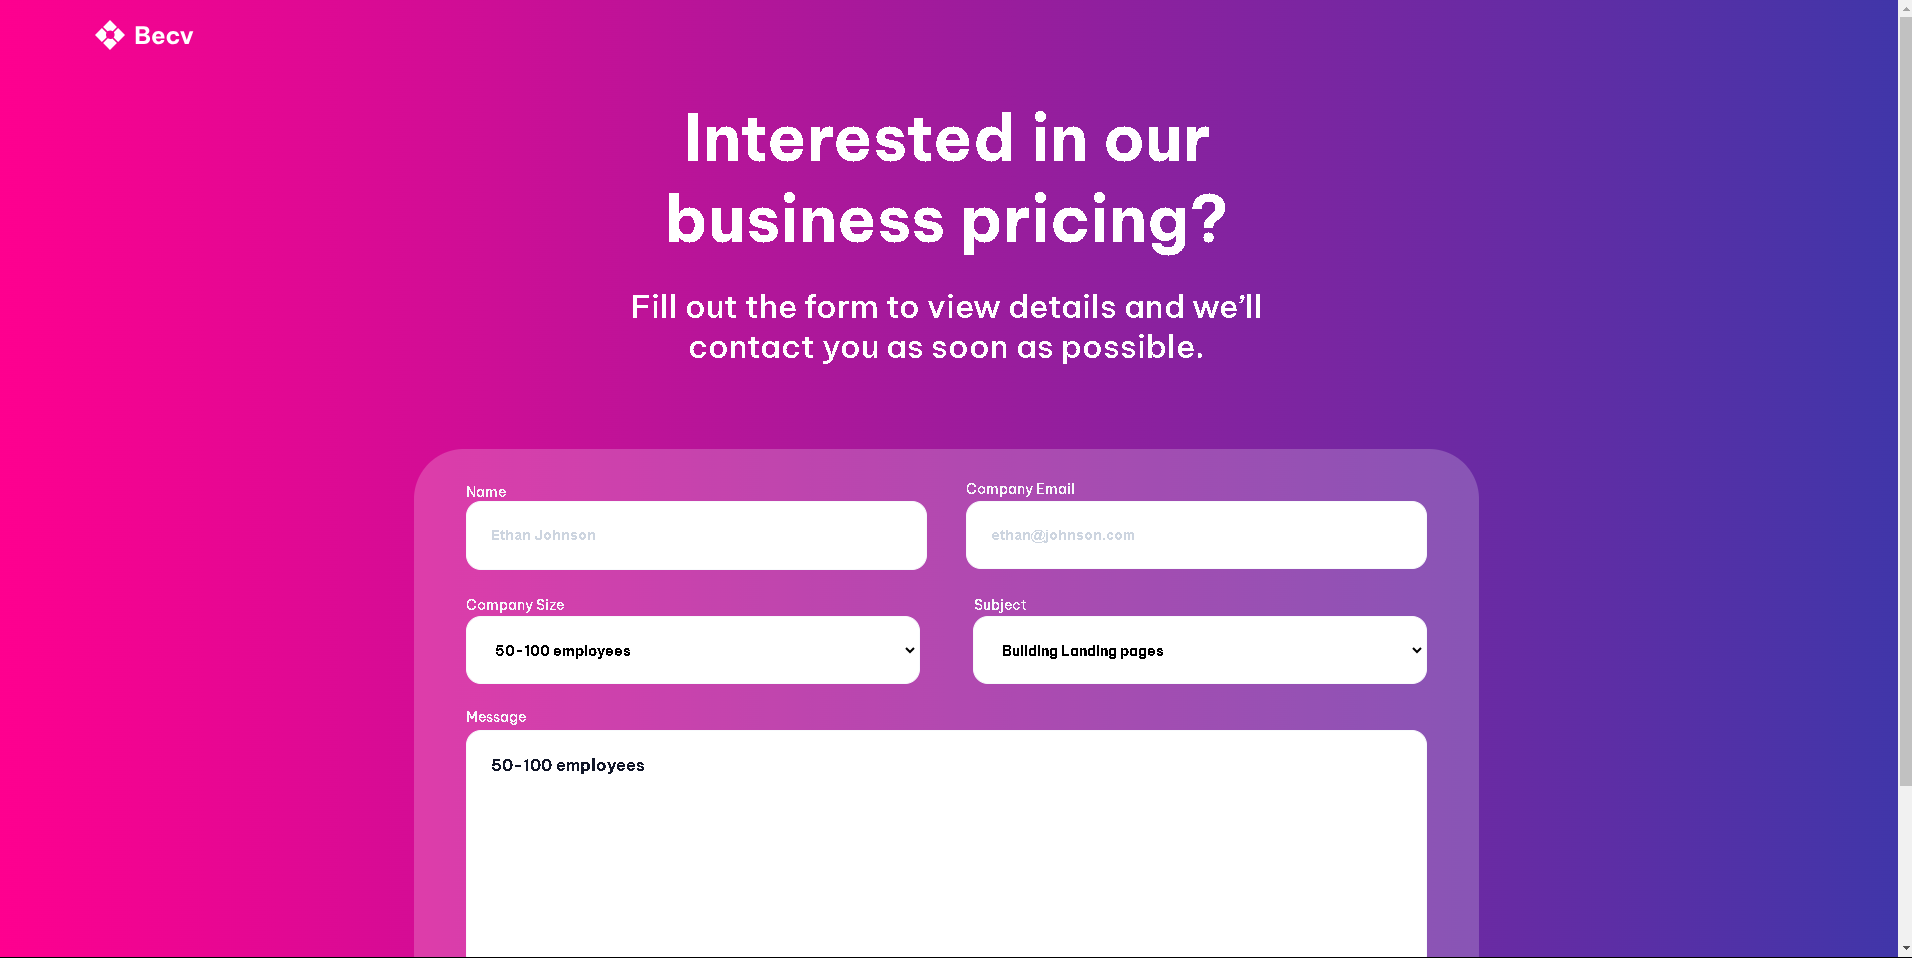 Becv
Interested in our
business pricing?
Fill out the form to view details and we’ll
contact you as soon as possible.
Name
Company Email
Ethan Johnson
ethan@johnson.com
Company Size
Subject
50-100 employees
Building Landing pages
Message
50-100 employees